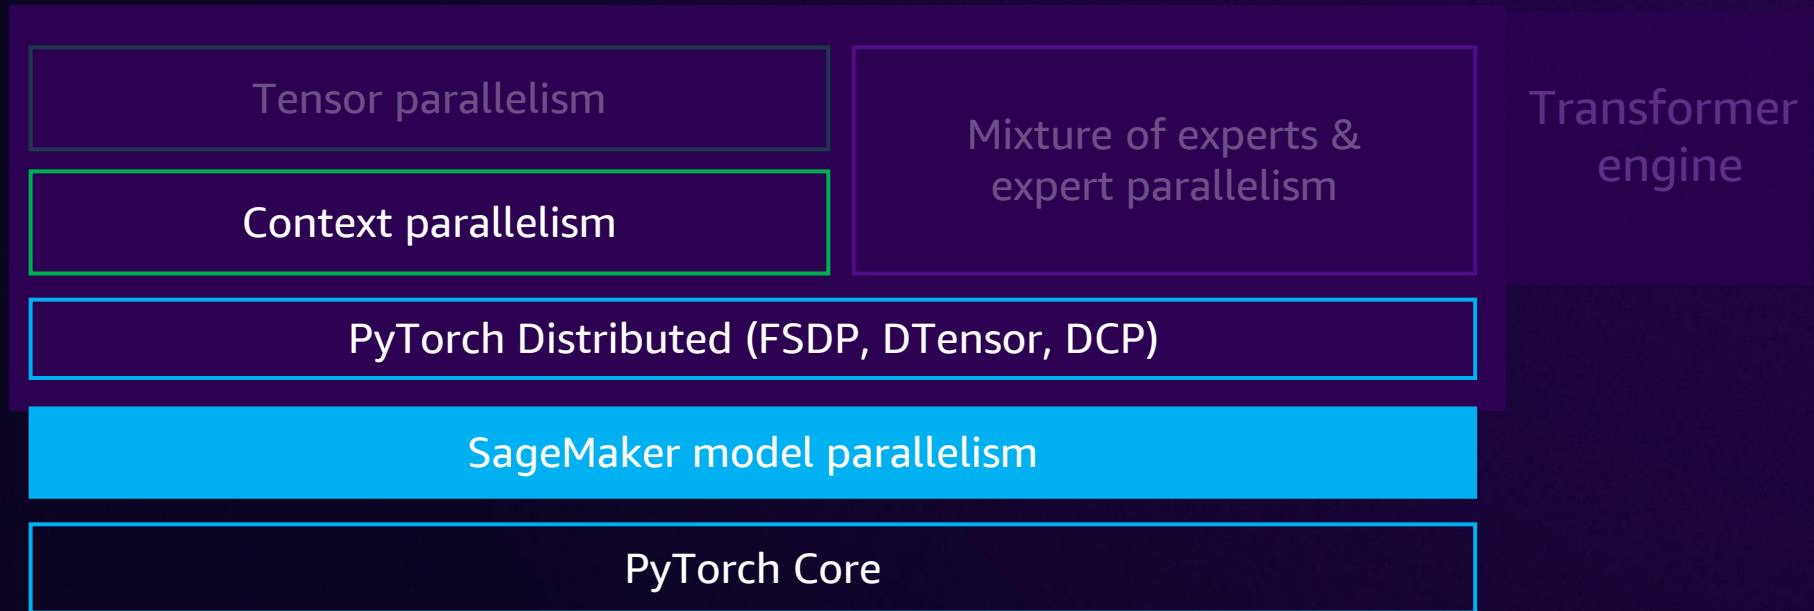 Tensor parallelism
Context parallelism
Mixture of experts &
expert parallelism
Transformer
engine
PyTorch Distributed (FSDP, DTensor, DCP)
SageMaker model parallelism
PyTorch Core